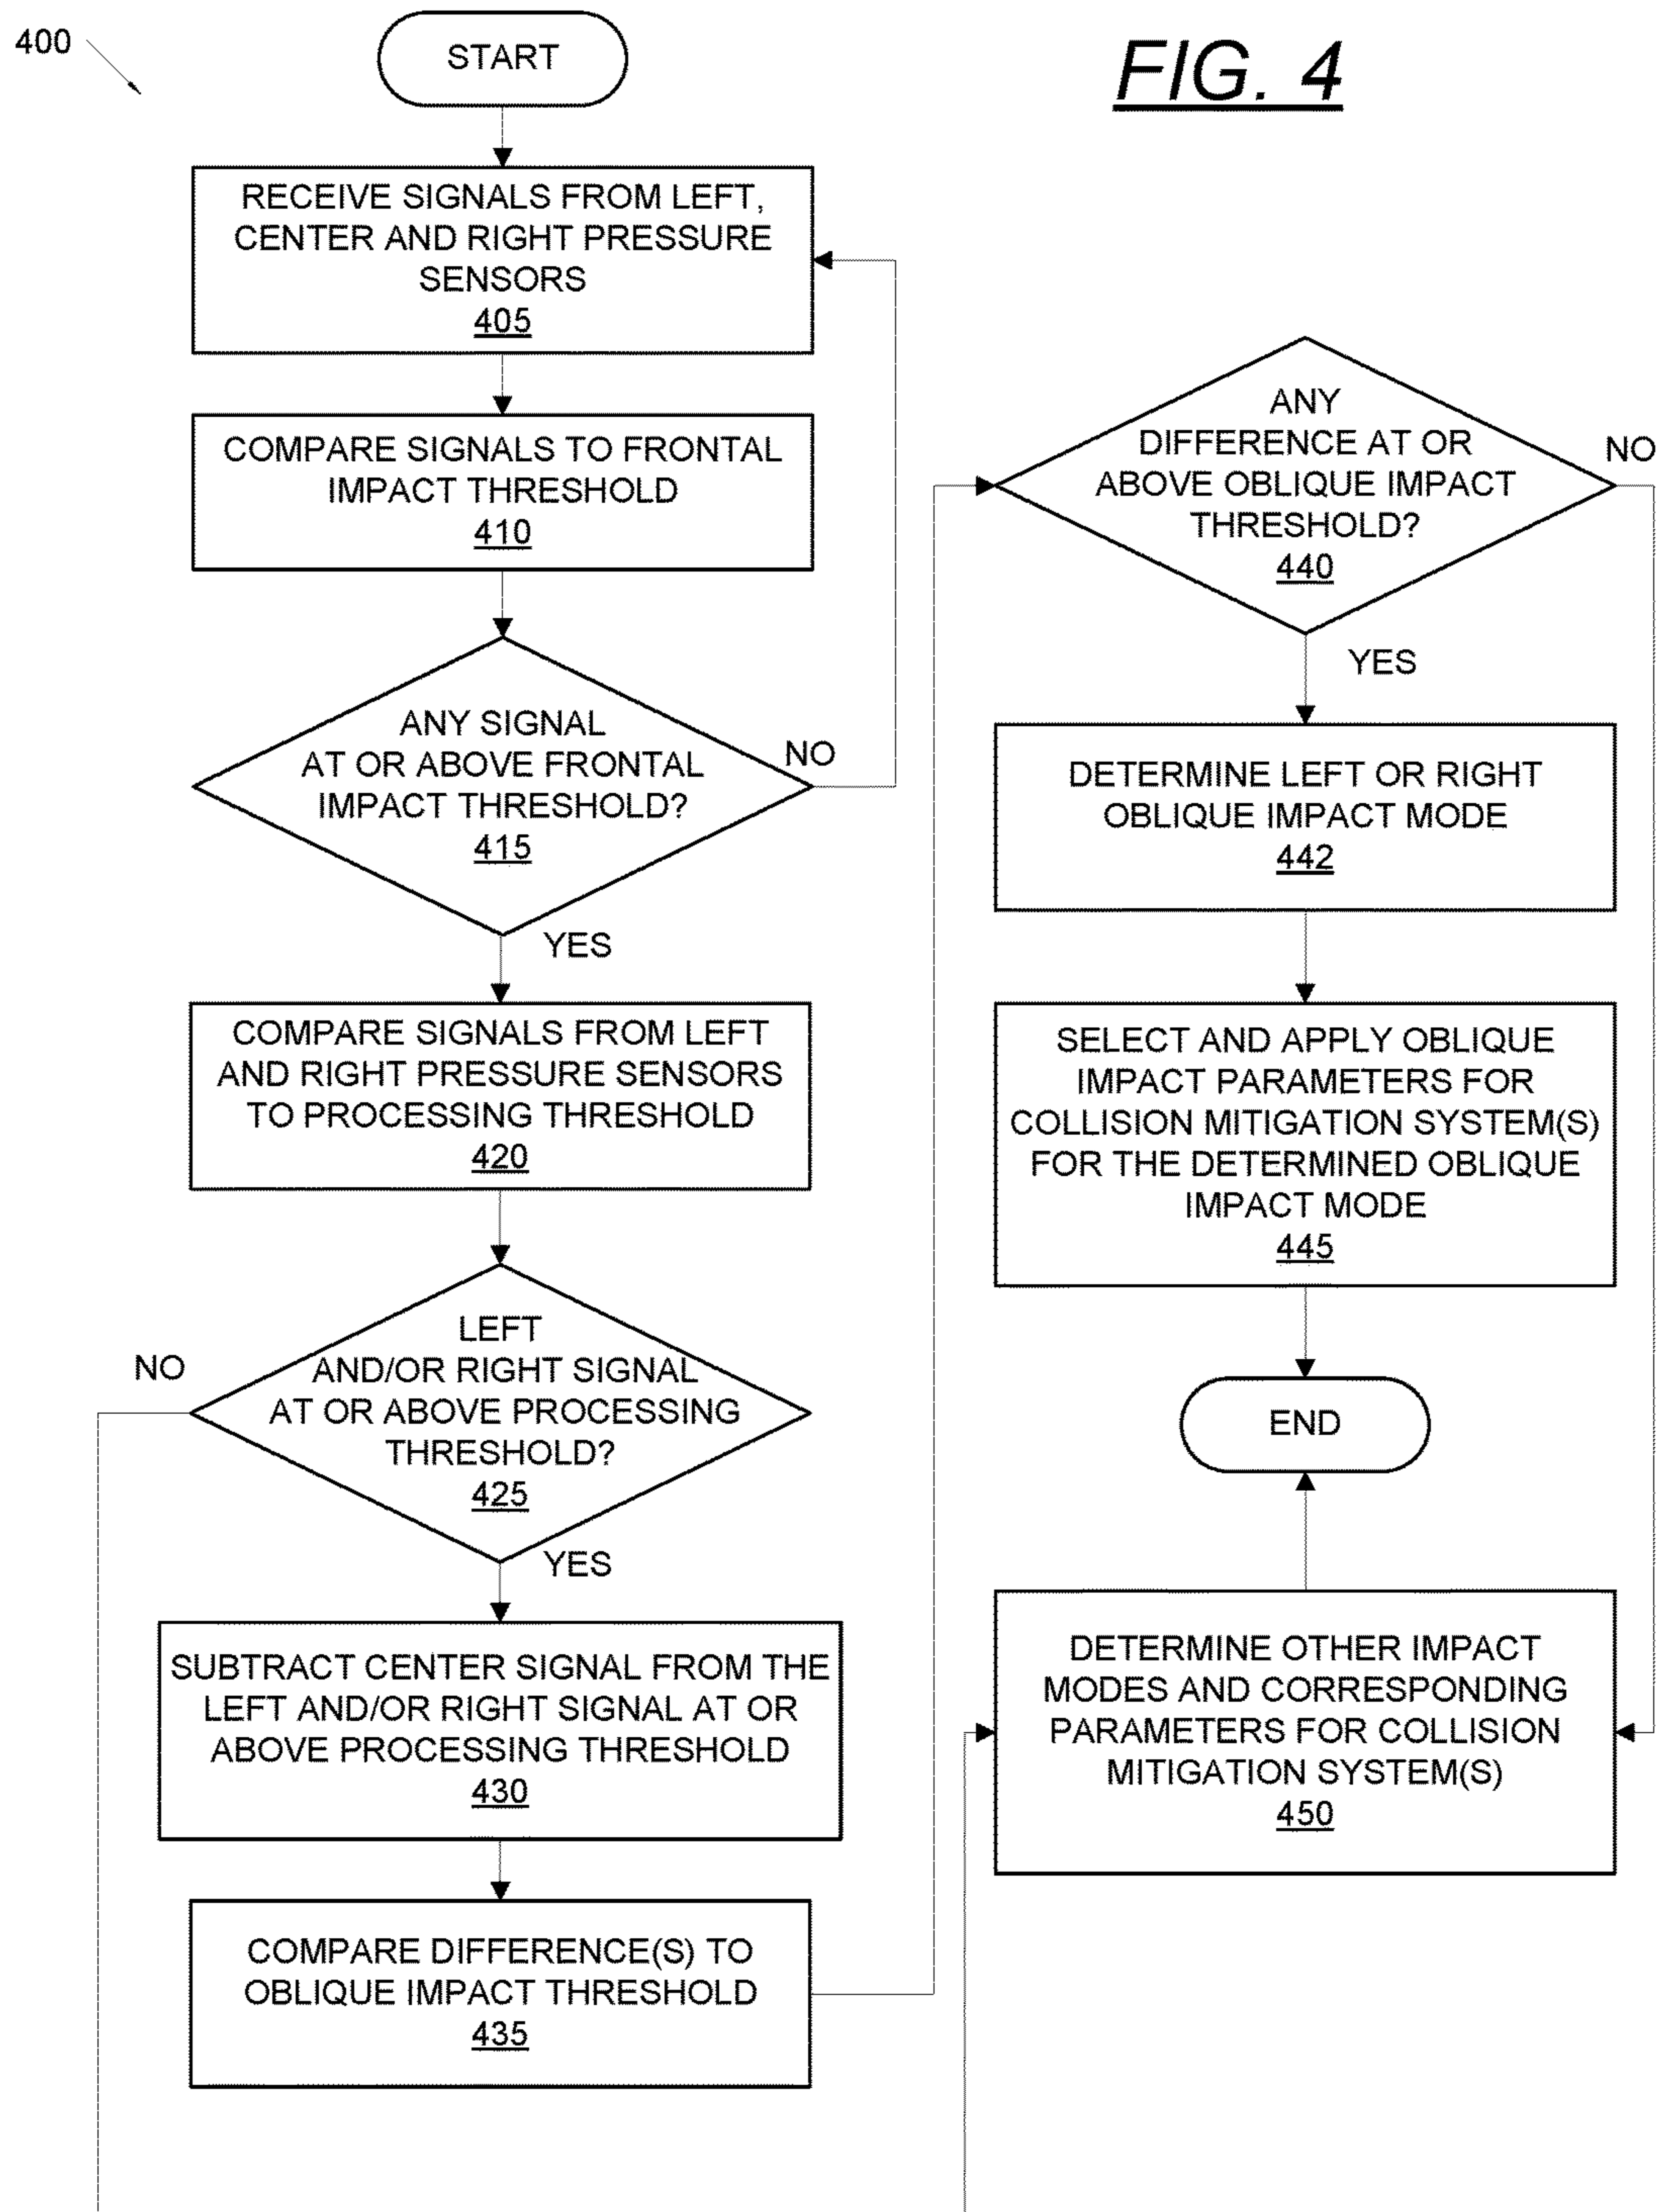 400
START
FIG. 4
RECEIVE SIGNALS FROM LEFT,
CENTER AND RIGHT PRESSURE
SENSORS
405
COMPARE SIGNALS TO FRONTAL
IMPACT THRESHOLD
410
ANY SIGNAL
AT OR ABOVE FRONTAL
IMPACT THRESHOLD?
415
NO
YES
COMPARE SIGNALS FROM LEFT
AND RIGHT PRESSURE SENSORS
TO PROCESSING THRESHOLD
420
LEFT
AND/OR RIGHT SIGNAL
AT OR ABOVE PROCESSING
THRESHOLD?
425
NO
YES
SUBTRACT CENTER SIGNAL FROM THE
LEFT AND/OR RIGHT SIGNAL AT OR
ABOVE PROCESSING THRESHOLD
430
COMPARE DIFFERENCE(S) TO
OBLIQUE IMPACT THRESHOLD
435
ANY
DIFFERENCE AT OR
ABOVE OBLIQUE IMPACT
THRESHOLD?
440
NO
YES
DETERMINE LEFT OR RIGHT
OBLIQUE IMPACT MODE
442
SELECT AND APPLY OBLIQUE
IMPACT PARAMETERS FOR
COLLISION MITIGATION SYSTEM(S)
FOR THE DETERMINED OBLIQUE
IMPACT MODE
445
END
DETERMINE OTHER IMPACT
MODES AND CORRESPONDING
PARAMETERS FOR COLLISION
MITIGATION SYSTEM(S)
450